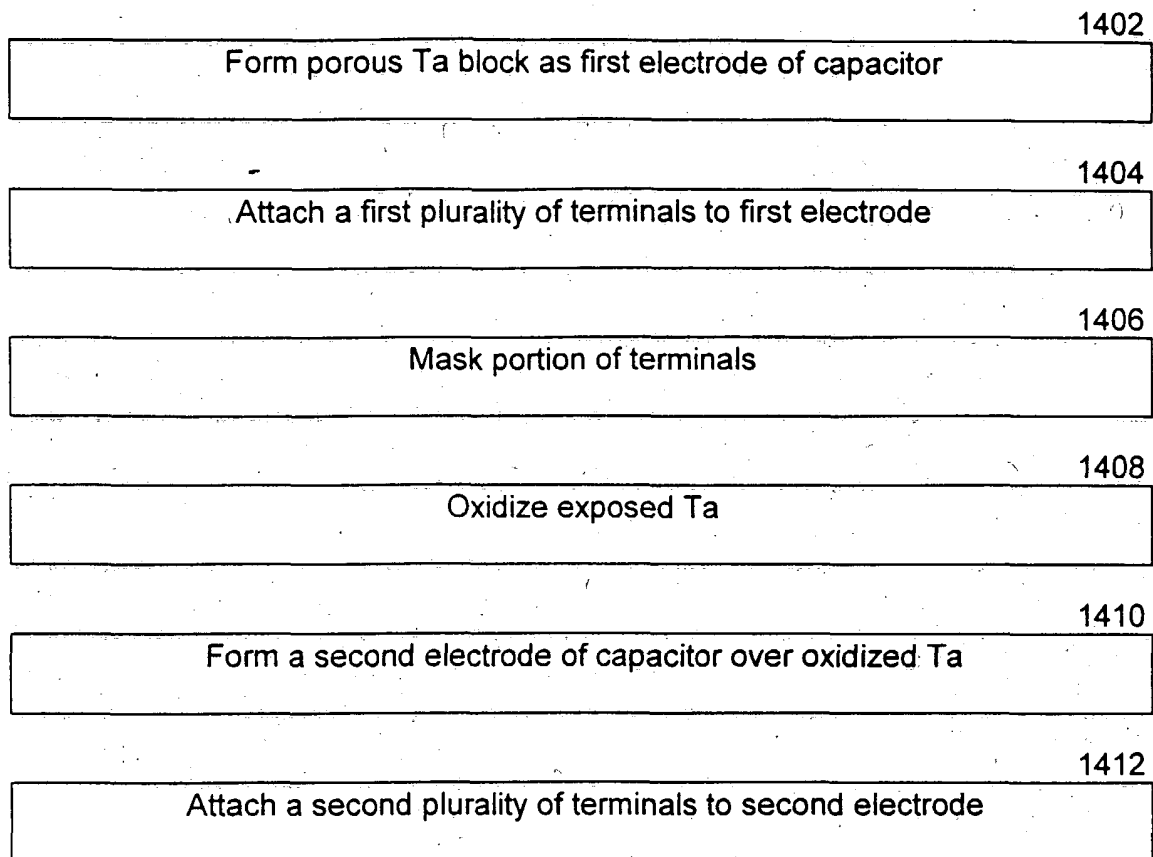 1402
Form porous Ta block as first electrode of capacitor
1404
Attach a first plurality of terminals to first electrode
1406
Mask portion of terminals
1408
Oxidize exposed Ta
1410
Form a second electrode of capacitor over oxidized Ta
1412
Attach a second plurality of terminals to second electrode